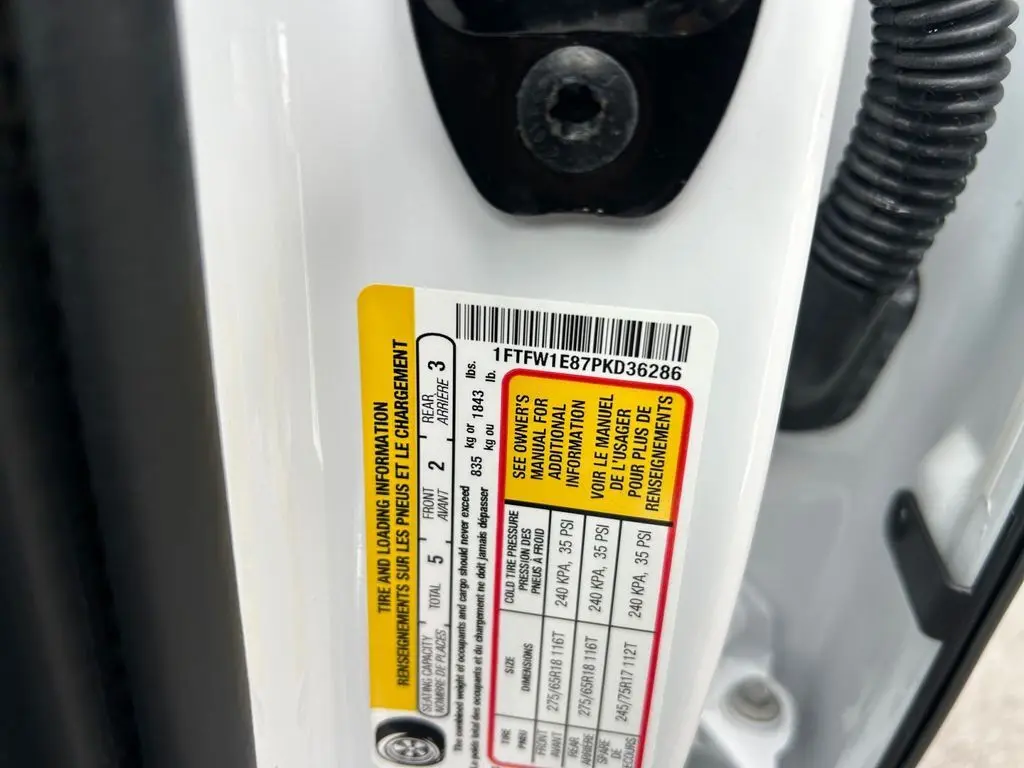 1FTFW1E87PKD36286
TIRE AND LOADING INFORMATION
RENSEIGNEMENTS SUR LES PNEUS ET LE CHARGEMENT
SEATING CAPACITY TOTAL 5 FRONT 2 REAR 3
NOMBRE DE PLACES AVANT ARRIÈRE
The combined weight of occupants and cargo should never exceed 835 kg or 1843 lbs.
Le poids total des occupants et du chargement ne doit jamais dépasser kg ou lb.
TIRE SIZE COLD TIRE PRESSURE
PNEU DIMENSIONS PRESSION DES
PNEUS À FROID
FRONT
AVANT 275/65R18 116T 240 KPA, 35 PSI
REAR
ARRIÈRE 275/65R18 116T 240 KPA, 35 PSI
SPARE
DE
SECOURS 245/75R17 112T 240 KPA, 35 PSI
SEE OWNER'S
MANUAL FOR
ADDITIONAL
INFORMATION
VOIR LE MANUEL
DE L'USAGER
POUR PLUS DE
RENSEIGNEMENTS